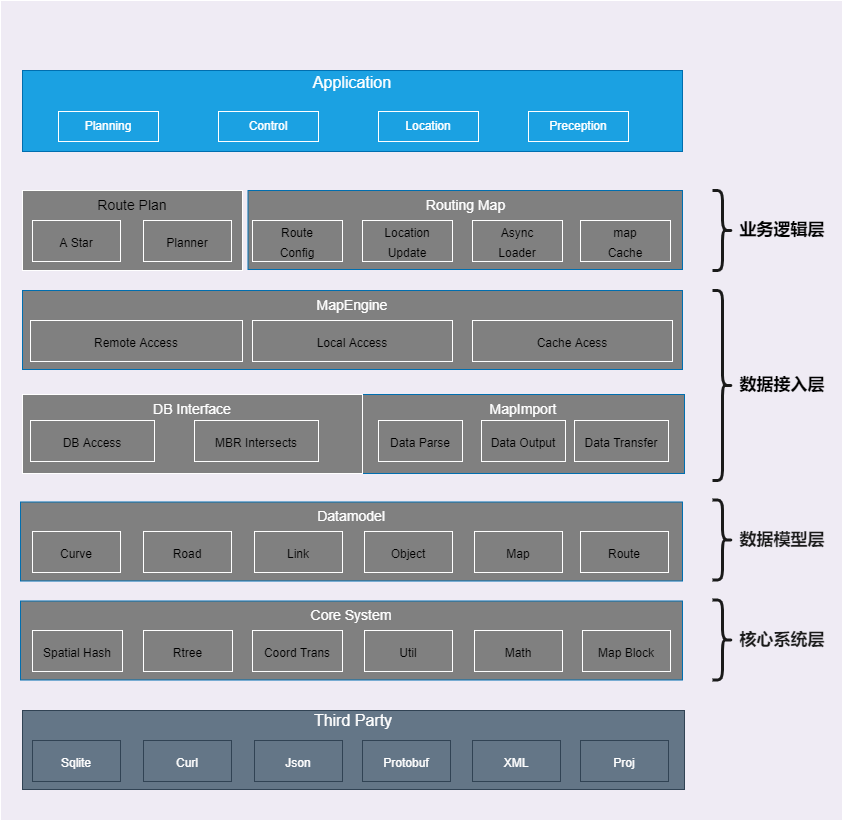 Application
Planning
Control
Location
Preception
Route Plan
A Star
Planner
Routing Map
Route
Config
Location
Update
Async
Loader
map
Cache
业务逻辑层
MapEngine
Remote Access
Local Access
Cache Acess
数据接入层
DB Interface
DB Access
MBR Intersects
MapImport
Data Parse
Data Output
Data Transfer
Datamodel
Curve
Road
Link
Object
Map
Route
数据模型层
Core System
Spatial Hash
Rtree
Coord Trans
Util
Math
Map Block
核心系统层
Third Party
Sqlite
Curl
Json
Protobuf
XML
Proj